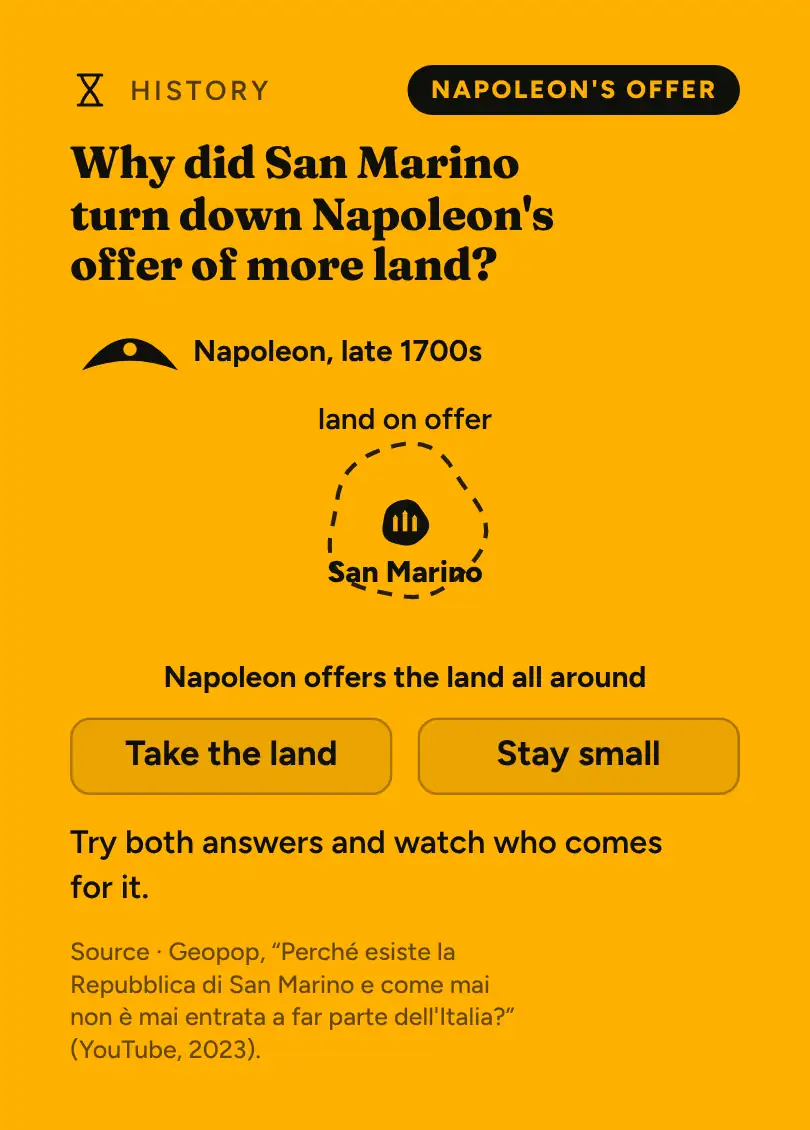 HISTORY
NAPOLEON'S OFFER
Why did San Marino
turn down Napoleon's
offer of more land?
Napoleon, late 1700s
land on offer
San Marino
Napoleon offers the land all around
Take the land
Stay small
Try both answers and watch who comes
for it.
Source · Geopop, “Perché esiste la
Repubblica di San Marino e come mai
non è mai entrata a far parte dell'Italia?”
(YouTube, 2023).